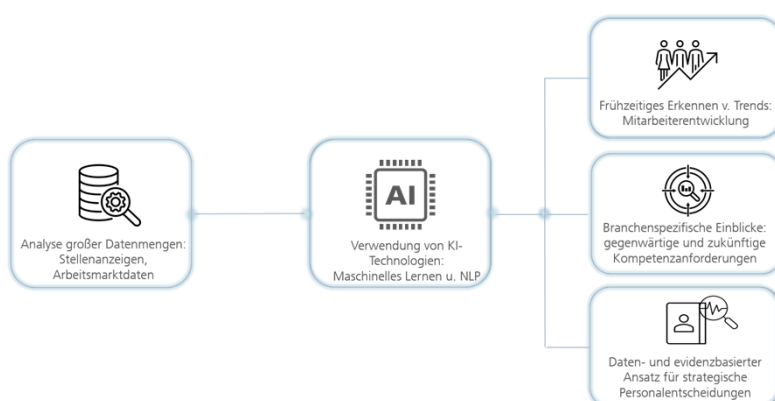 Analyse großer Datenmengen:
Stellenanzeigen,
Arbeitsmarktdaten
AI
Verwendung von KI-
Technologien:
Maschinelles Lernen u. NLP
Frühzeitiges Erkennen v. Trends:
Mitarbeiterentwicklung
Branchenspezifische Einblicke:
gegenwärtige und zukünftige
Kompetenzanforderungen
Daten- und evidenzbasierter
Ansatz für strategische
Personalentscheidungen